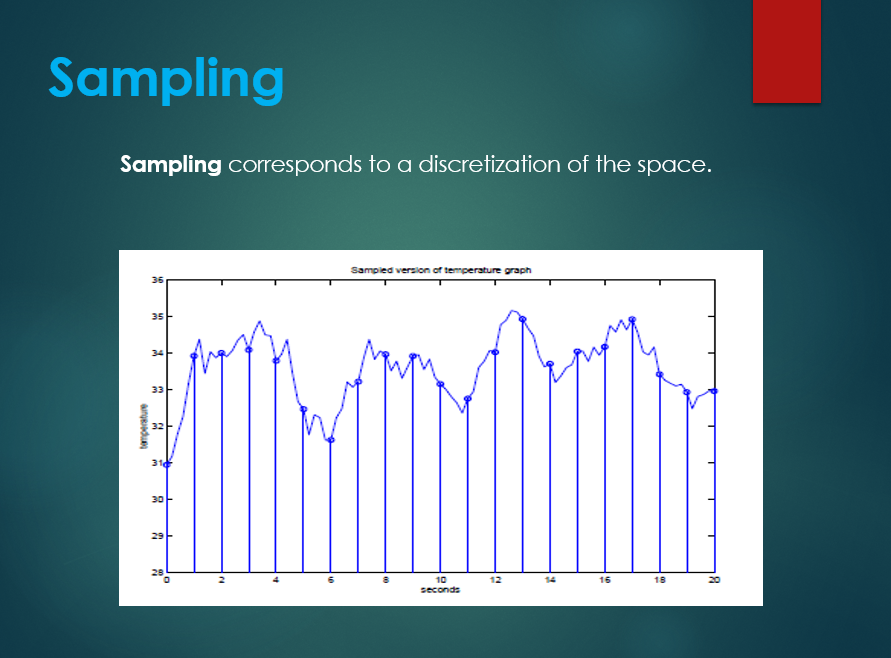 Sampling
Sampling corresponds to a discretization of the space.
Sampled version of temperature graph
36
35
34
33
32
31
30
29
28
temperature
0 2 4 6 8 10 12 14 16 18 20
seconds